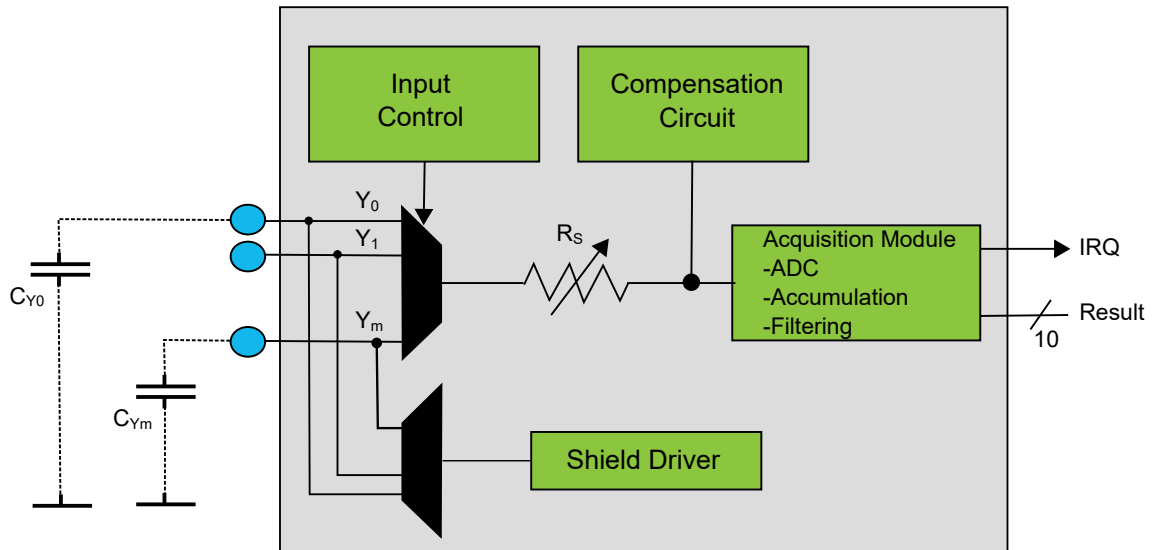 Input
Control
Compensation
Circuit
Y0
Y1
RS
Acquisition Module
-ADC
-Accumulation
-Filtering
IRQ
CY0
Ym
Result
10
CYm
Shield Driver